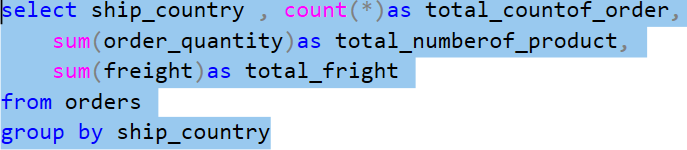 select ship_country , count(*)as total_countof_order,
sum(order_quantity)as total_numberof_product,
sum(freight)as total_fright
from orders
group by ship_country